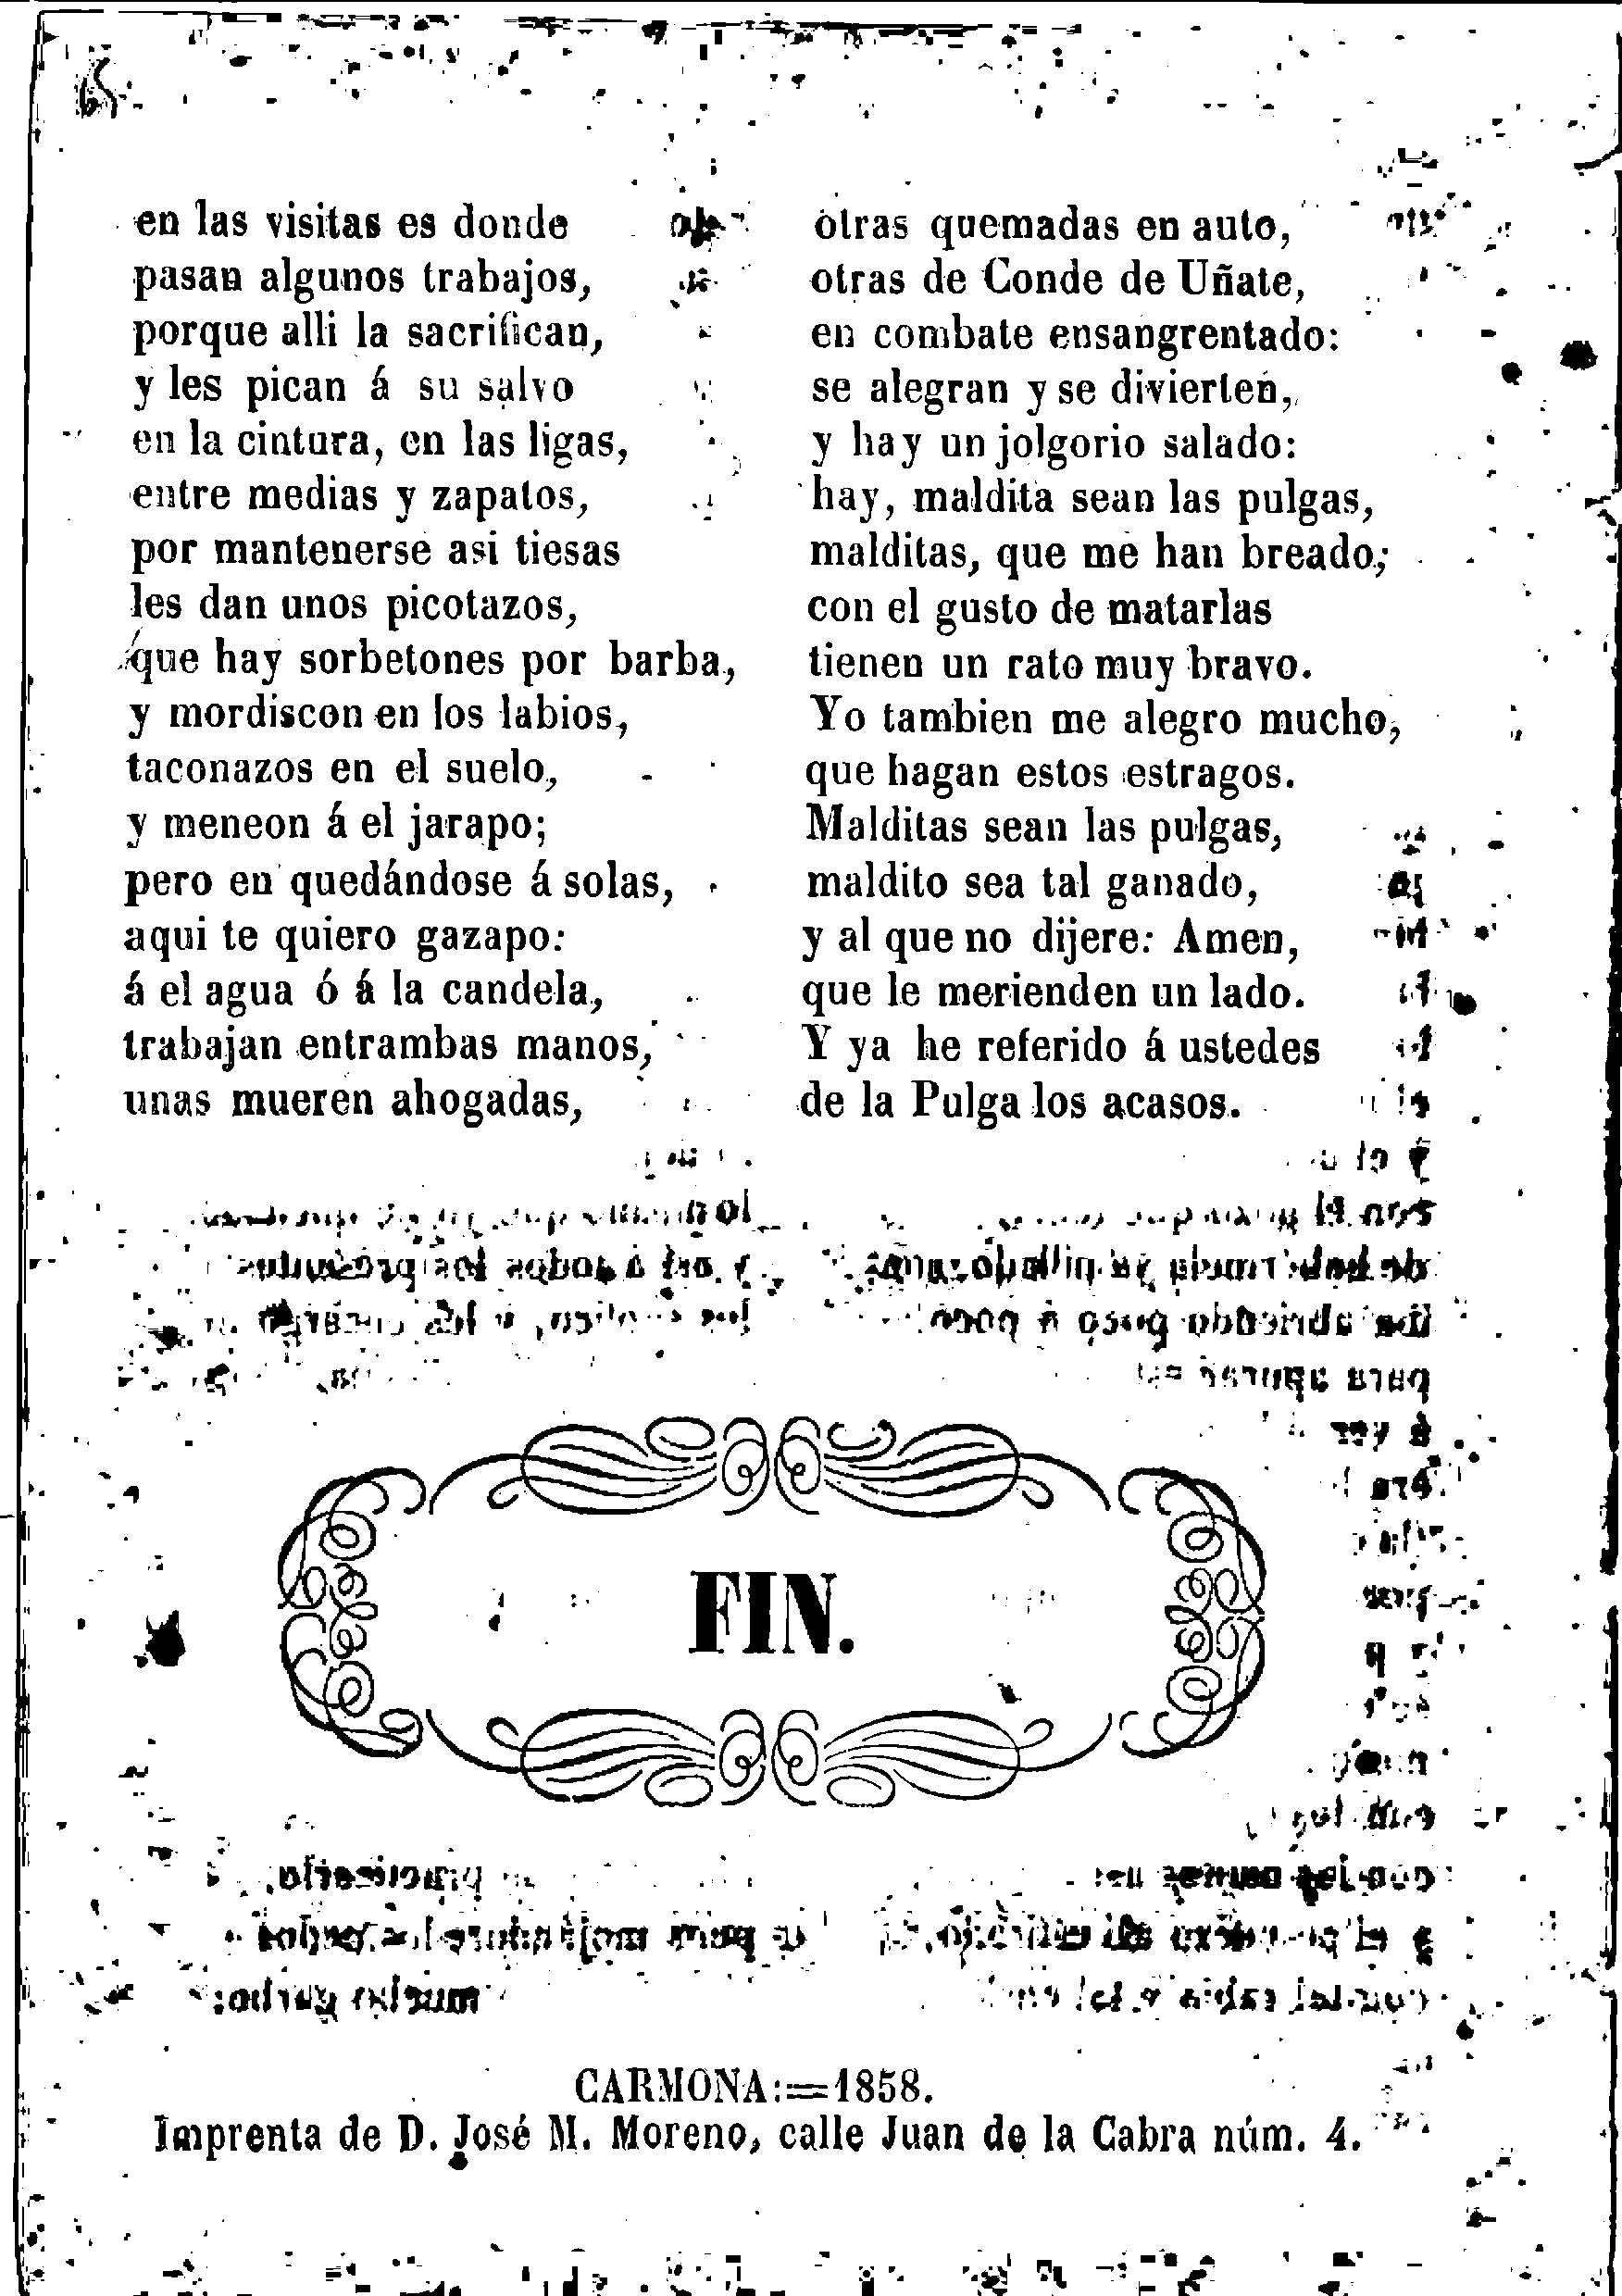 en las visitas es donde
pasan algunos trabajos,
porque alli la sacrifican,
y les pican á su salvo
en la cintura, en las ligas,
entre medias y zapatos,
por mantenerse asi tiesas
les dan unos picotazos,
que hay sorbetones por barba,
y mordiscon en los labios,
taconazos en el suelo,
y meneon á el jarapo;
pero en quedándose á solas,
aqui te quiero gazapo:
á el agua ó á la candela,
trabajan entrambas manos,
unas mueren ahogadas,
otras quemadas en auto,
otras de Conde de Uñate,
en combate ensangrentado:
se alegran y se divierten,
y hay un jolgorio salado:
hay, maldita sean las pulgas,
malditas, que me han breado;
con el gusto de matarlas
tienen un rato muy bravo.
Yo tambien me alegro mucho,
que hagan estos estragos.
Malditas sean las pulgas,
maldito sea tal ganado,
y al que no dijere: Amen,
que le merienden un lado.
Y ya he referido á ustedes
de la Pulga los acasos.
FIN.
CARMONA:=1858.
Imprenta de D. José M. Moreno, calle Juan de la Cabra núm. 4.